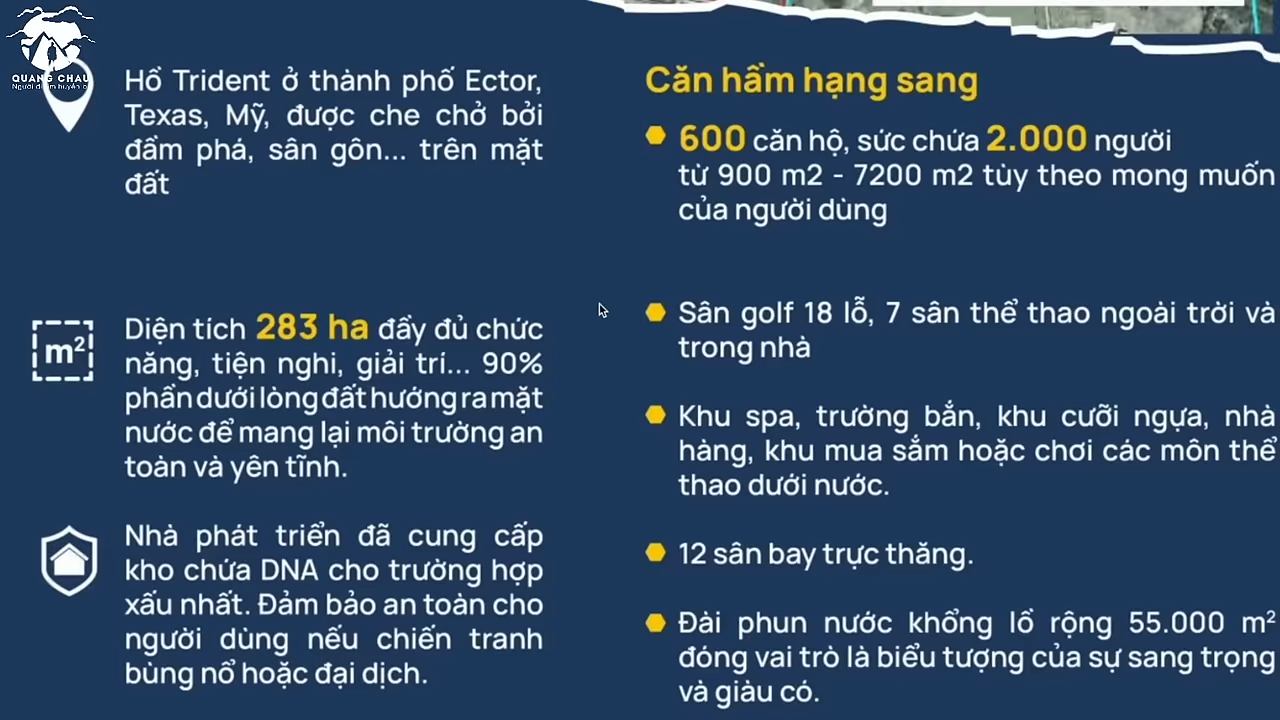 QUANG CHAU
Hồ Trident ở thành phố Ector,
Texas, Mỹ, được che chở bởi
đầm phá, sân gôn... trên mặt
đất
m²
Diện tích 283 ha đầy đủ chức
năng, tiện nghi, giải trí... 90%
phần dưới lòng đất hướng ra mặt
nước để mang lại môi trường an
toàn và yên tĩnh.
Nhà phát triển đã cung cấp
kho chứa DNA cho trường hợp
xấu nhất. Đảm bảo an toàn cho
người dùng nếu chiến tranh
bùng nổ hoặc đại dịch.
Căn hầm hạng sang
600 căn hộ, sức chứa 2.000 người
từ 900 m2 - 7200 m2 tùy theo mong muốn
của người dùng
Sân golf 18 lỗ, 7 sân thể thao ngoài trời và
trong nhà
Khu spa, trường bắn, khu cưỡi ngựa, nhà
hàng, khu mua sắm hoặc chơi các môn thể
thao dưới nước.
12 sân bay trực thăng.
Đài phun nước khổng lồ rộng 55.000 m²
đóng vai trò là biểu tượng của sự sang trọng
và giàu có.